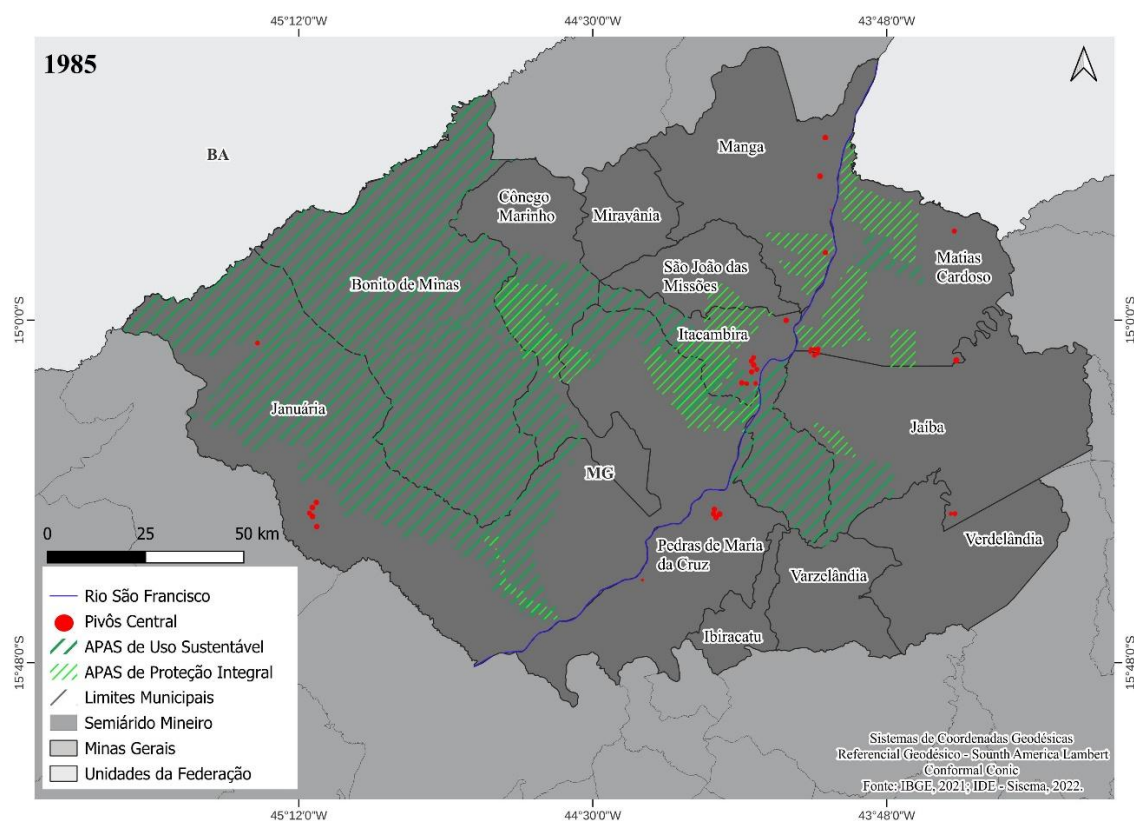 45°12'0"W
44°30'0"W
43°48'0"W
1985
BA
Manga
Cônego
Marinho
Miravânia
Matias
Cardoso
São João das
Missões
Bonito de Minas
15°0'0"S
15°0'0"S
Itacambira
Januária
Jaíba
MG
0 25 50 km
Pedras de Maria
da Cruz
Verdelândia
Varzelândia
Ibiracatu
Rio São Francisco
Pivôs Central
APAS de Uso Sustentável
APAS de Proteção Integral
Limites Municipais
Semiárido Mineiro
Minas Gerais
Unidades da Federação
15°48'0"S
15°48'0"S
Sistemas de Coordenadas Geodésicas
Referencial Geodésico - Sounth America Lambert
Conformal Conic
Fonte: IBGE, 2021; IDE - Sisema, 2022.
45°12'0"W
44°30'0"W
43°48'0"W